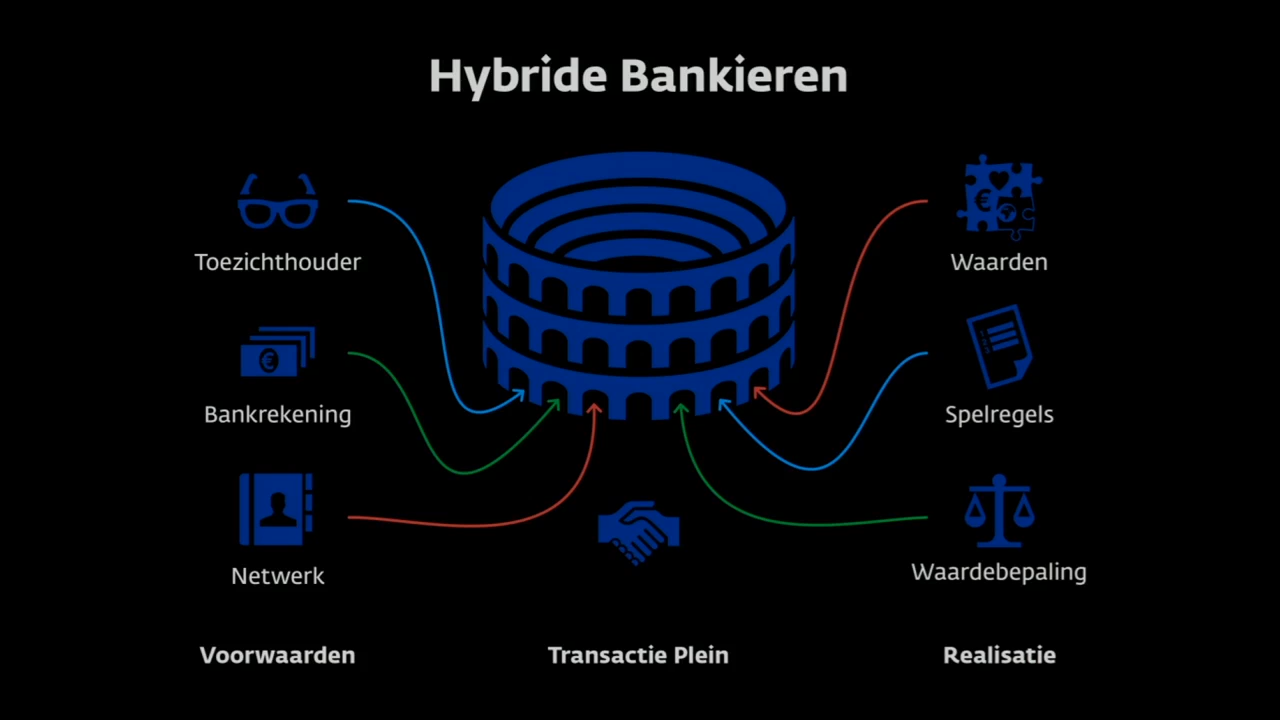 Hybride Bankieren
Toezichthouder
Bankrekening
Netwerk
Voorwaarden
Transactie Plein
Waarden
Spelregels
Waardebepaling
Realisatie